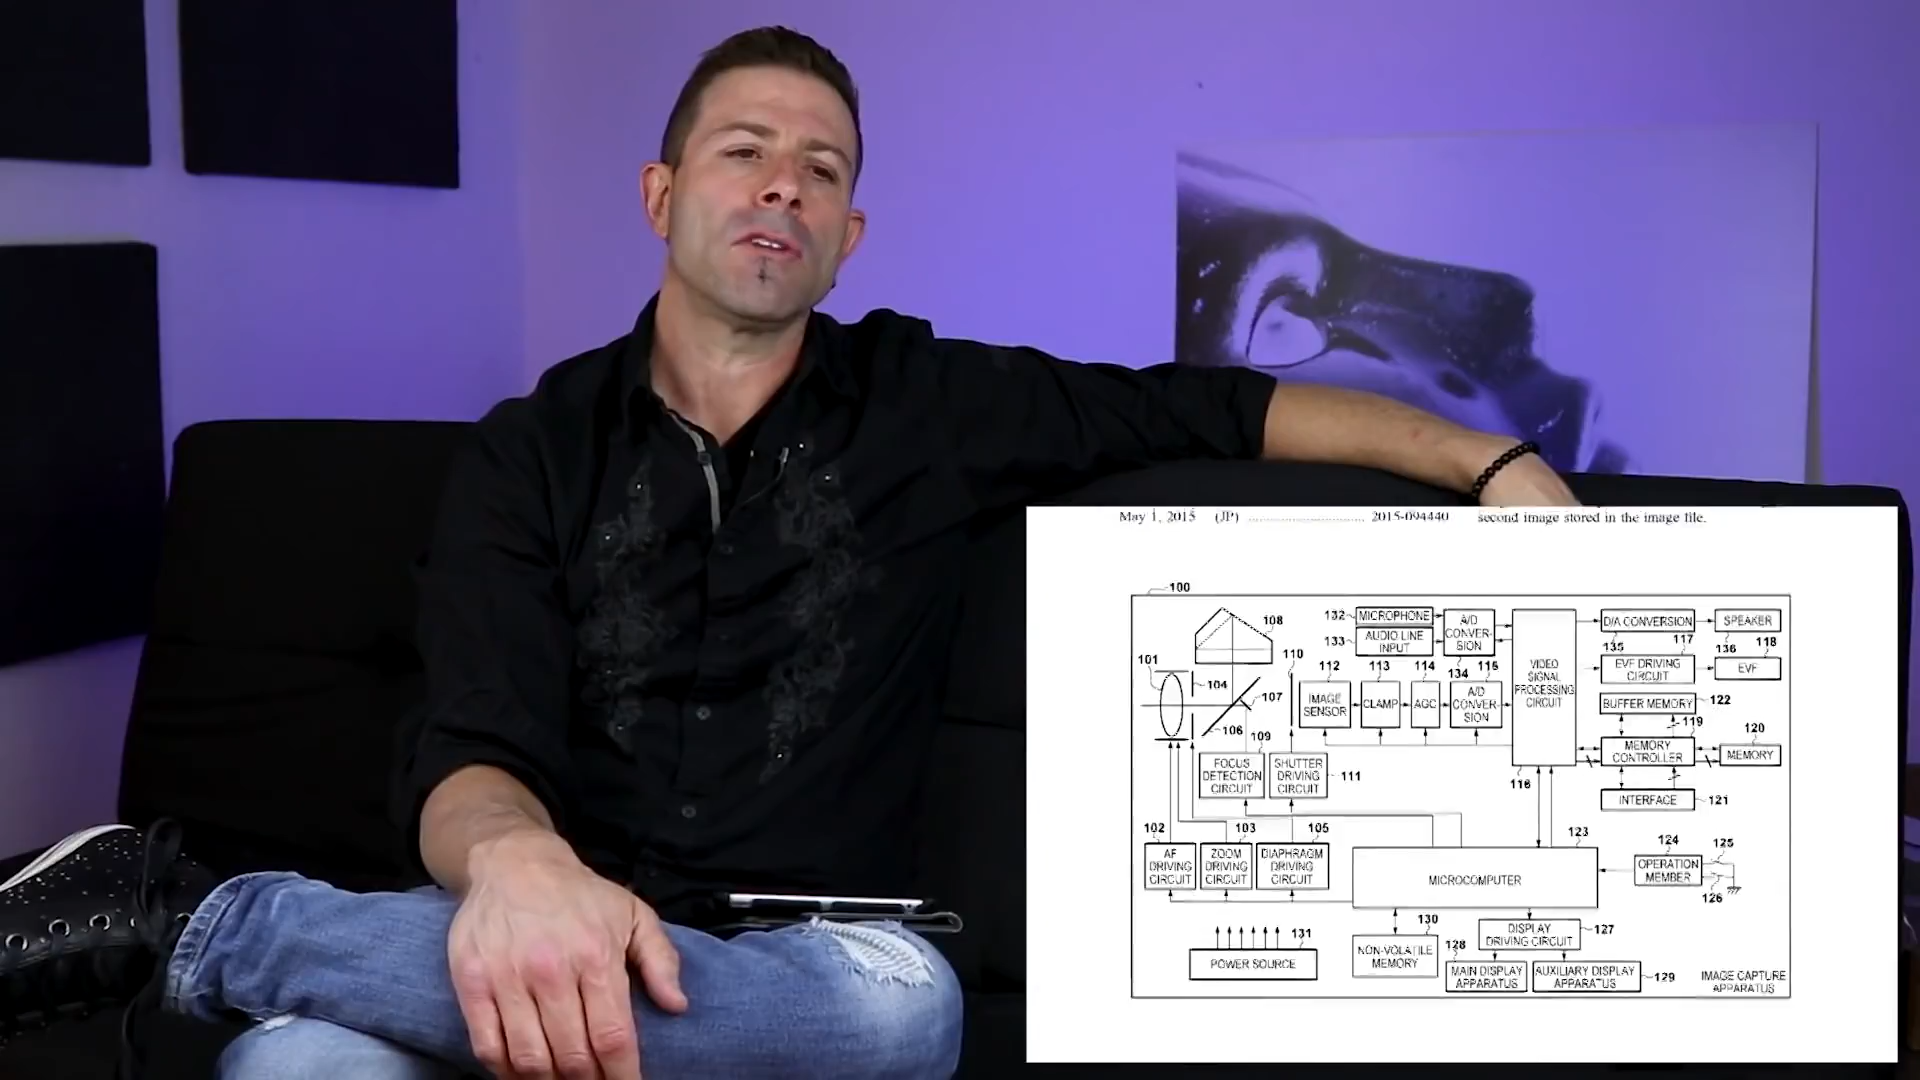 May 1, 2015 (JP) .............................. 2015-094440 second image stored in the image file.
100
108
101
104
107
106
109
110
132 MICROPHONE
133 AUDIO LINE INPUT
A/D CONVER-SION
134
112
IMAGE SENSOR
113
CLAMP
114
AGC
115
A/D CONVER-SION
VIDEO SIGNAL PROCESSING CIRCUIT
116
D/A CONVERSION
135
SPEAKER
136
117
EVF DRIVING CIRCUIT
118
EVF
BUFFER MEMORY 122
119
MEMORY CONTROLLER
120
MEMORY
INTERFACE 121
FOCUS DETECTION CIRCUIT
SHUTTER DRIVING CIRCUIT 111
102
AF DRIVING CIRCUIT
103
ZOOM DRIVING CIRCUIT
105
DIAPHRAGM DRIVING CIRCUIT
123
MICROCOMPUTER
124
OPERATION MEMBER
125
126
130
NON-VOLATILE MEMORY
DISPLAY DRIVING CIRCUIT 127
128
MAIN DISPLAY APPARATUS
AUXILIARY DISPLAY APPARATUS 129
131
POWER SOURCE
IMAGE CAPTURE APPARATUS